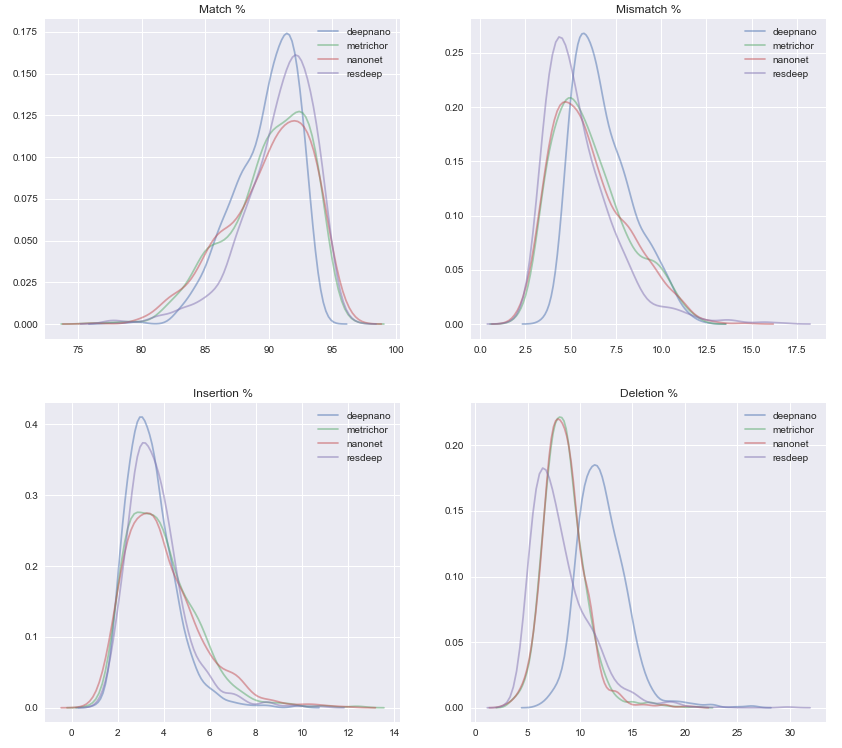 Match %
0.175
0.150
0.125
0.100
0.075
0.050
0.025
0.000
75
80
85
90
95
100
deepnano
metrichor
nanonet
resdeep
Mismatch %
0.25
0.20
0.15
0.10
0.05
0.00
0.0
2.5
5.0
7.5
10.0
12.5
15.0
17.5
deepnano
metrichor
nanonet
resdeep
Insertion %
0.4
0.3
0.2
0.1
0.0
0
2
4
6
8
10
12
14
deepnano
metrichor
nanonet
resdeep
Deletion %
0.20
0.15
0.10
0.05
0.00
0
5
10
15
20
25
30
deepnano
metrichor
nanonet
resdeep